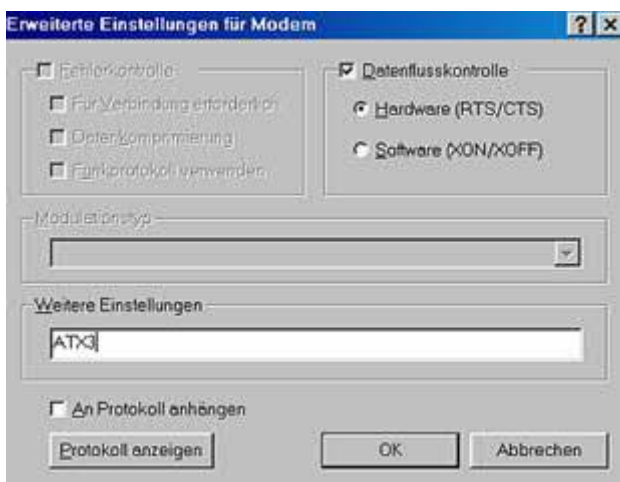 Erweiterte Einstellungen für Modem
Fehlerkontrolle
Für Verbindung erforderlich
Datenkomprimierung
Funkprotokoll verwenden
Datenflusskontrolle
Hardware (RTS/CTS)
Software (XON/XOFF)
Modulationstyp
Weitere Einstellungen
ATX3
An Protokoll anhängen
Protokoll anzeigen
OK
Abbrechen